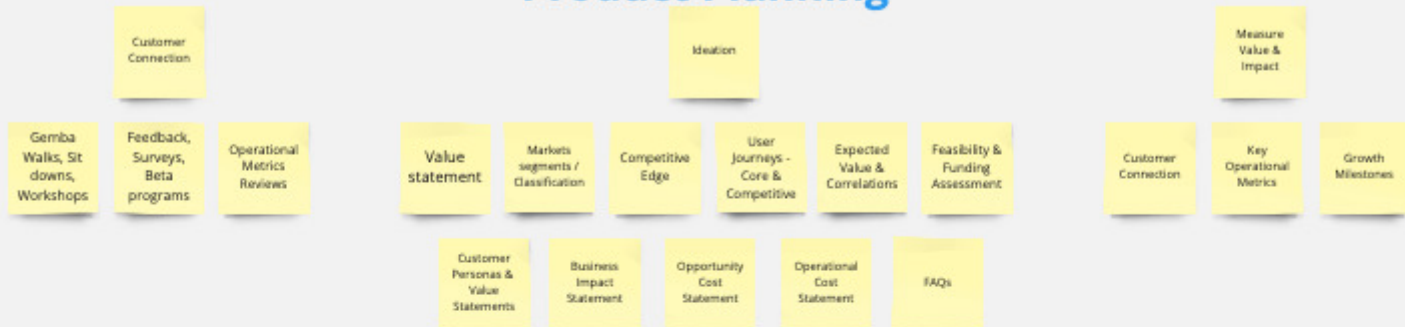 Product Planning
Customer
Connection
Ideation
Measure
Value &
Impact
Gemba
Walks, Sit
downs,
Workshops
Feedback,
Surveys,
Beta
programs
Operational
Metrics
Reviews
Value
statement
Markets
segments /
Classification
Competitive
Edge
User
Journeys -
Core &
Competitive
Expected
Value &
Correlations
Feasibility &
Funding
Assessment
Customer
Connection
Key
Operational
Metrics
Growth
Milestones
Customer
Personas &
Value
Statements
Business
Impact
Statement
Opportunity
Cost
Statement
Operational
Cost
Statement
FAQs